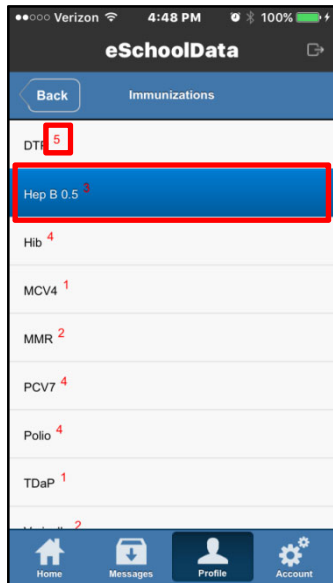 Verizon 4:48 PM 100%
eSchoolData
Back Immunizations
5
Hep B 0.5 3
Hib 4
MCV4 1
MMR 2
PCV7 4
Polio 4
TDaP 1
2
Home Messages Profile Account